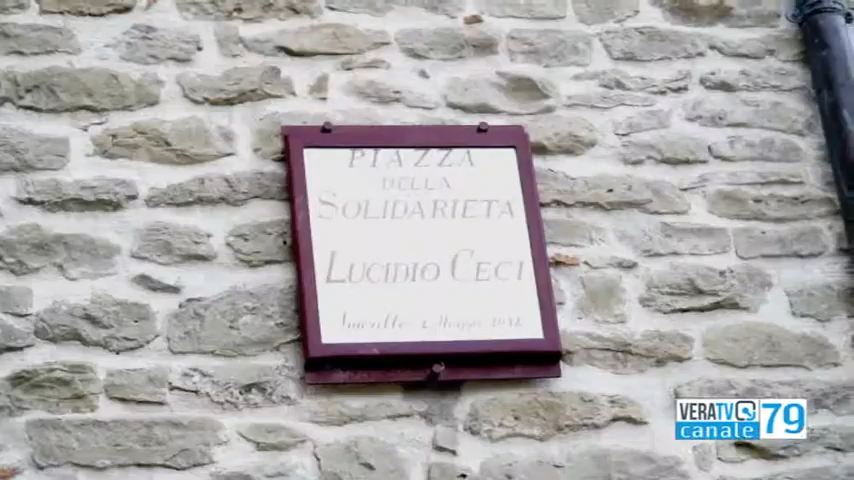 PIAZZA
DELLA
SOLIDARIETA
LUCIDIO CECI
VERATV
canale 79